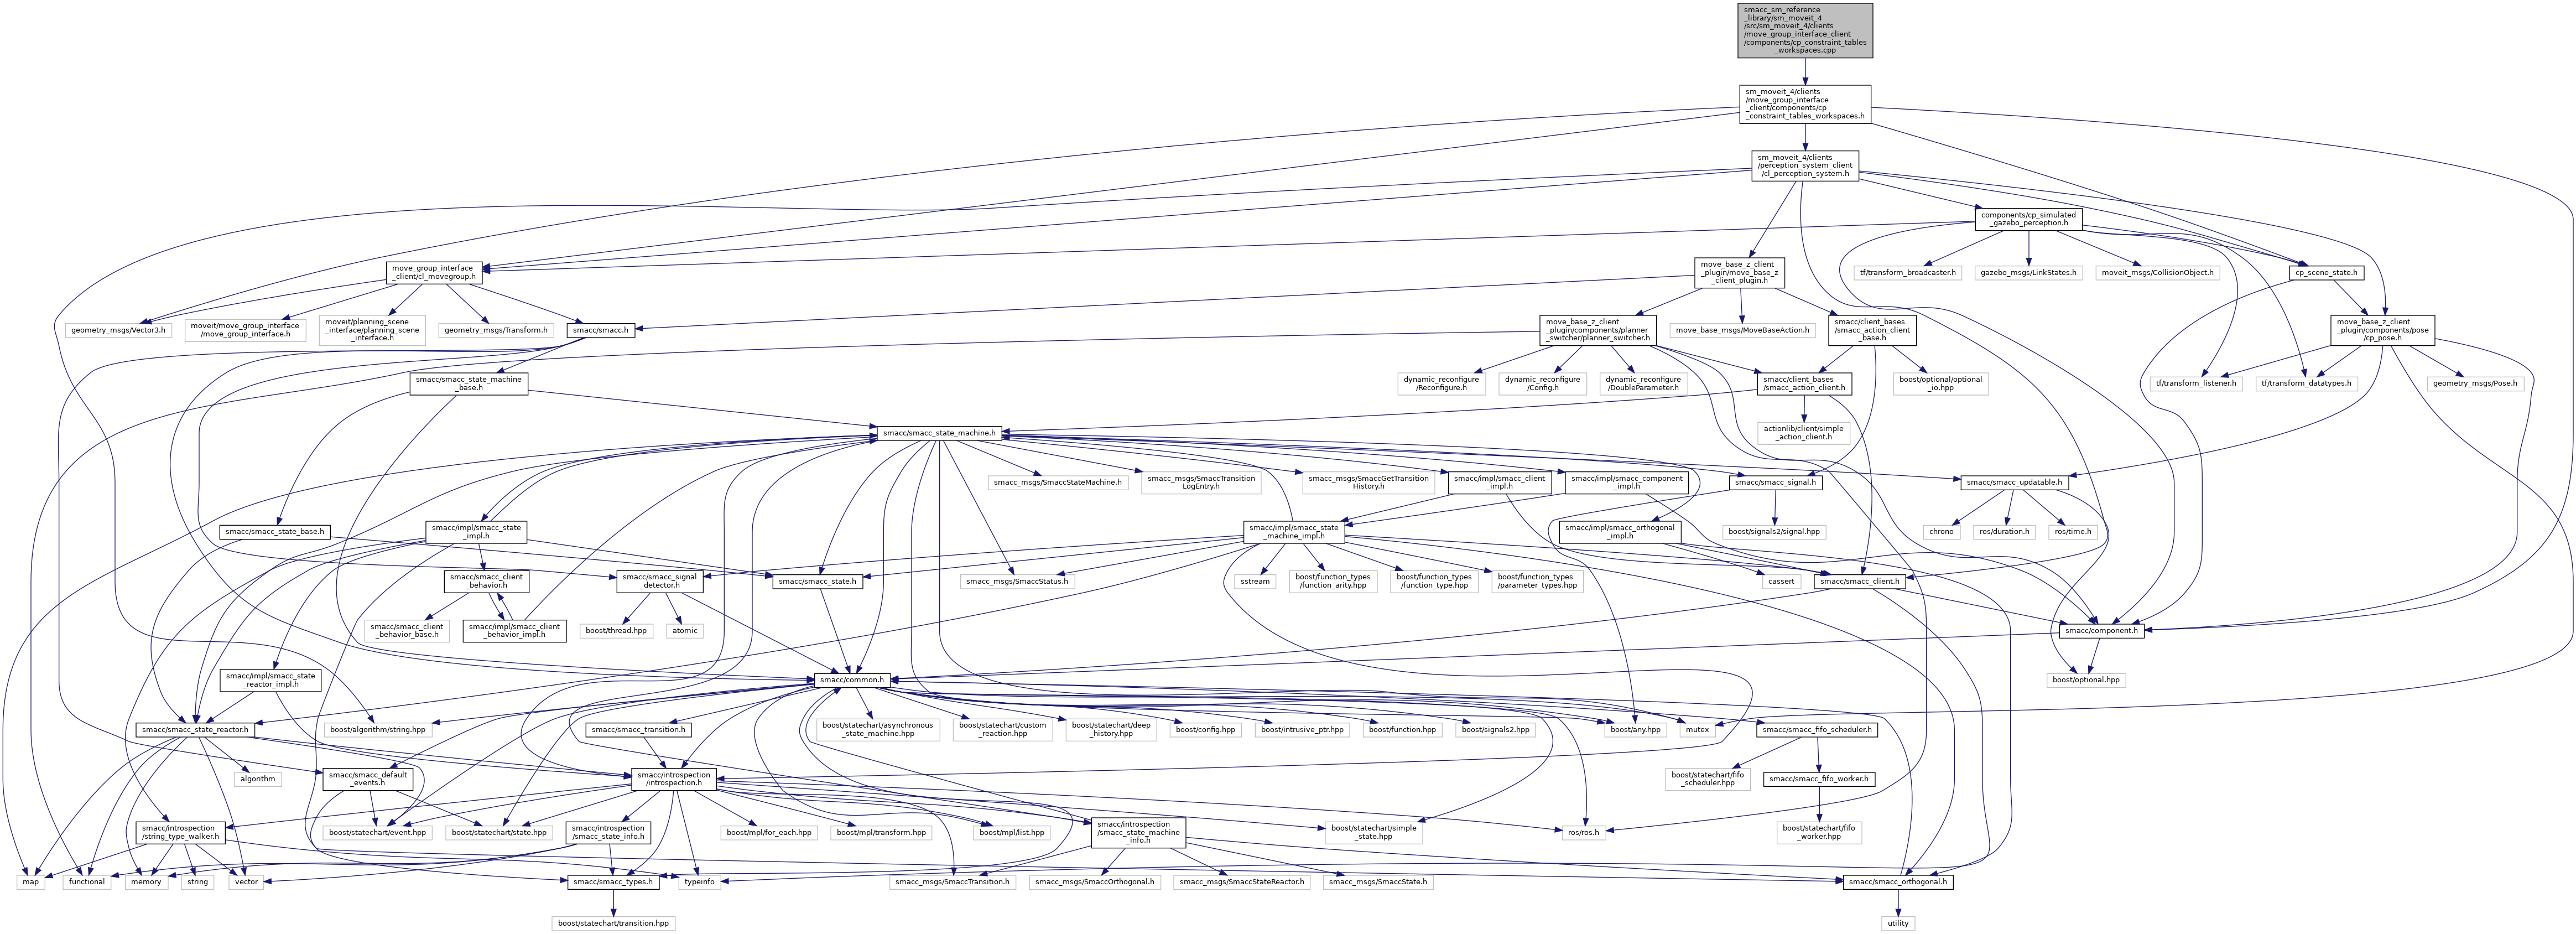 smacc_sm_reference
_library/sm_moveit_4
/src/sm_moveit_4/clients
/move_group_interface_client
/components/cp_constraint_tables
_workspaces.cpp
sm_moveit_4/clients
/move_group_interface
_client/components/cp
_constraint_tables_workspaces.h
sm_moveit_4/clients
/perception_system_client
/cl_perception_system.h
components/cp_simulated
_gazebo_perception.h
move_group_interface
_client/cl_movegroup.h
move_base_z_client
_plugin/move_base_z
_client_plugin.h
tf/transform_broadcaster.h
gazebo_msgs/LinkStates.h
moveit_msgs/CollisionObject.h
cp_scene_state.h
geometry_msgs/Vector3.h
moveit/move_group_interface
/move_group_interface.h
moveit/planning_scene
_interface/planning_scene
_interface.h
geometry_msgs/Transform.h
smacc/smacc.h
move_base_z_client
_plugin/components/planner
_switcher/planner_switcher.h
move_base_msgs/MoveBaseAction.h
smacc/client_bases
/smacc_action_client
_base.h
move_base_z_client
_plugin/components/pose
/cp_pose.h
smacc/smacc_state_machine
_base.h
dynamic_reconfigure
/Reconfigure.h
dynamic_reconfigure
/Config.h
dynamic_reconfigure
/DoubleParameter.h
smacc/client_bases
/smacc_action_client.h
boost/optional/optional
_io.hpp
tf/transform_listener.h
tf/transform_datatypes.h
geometry_msgs/Pose.h
smacc/smacc_state_machine.h
actionlib/client/simple
_action_client.h
smacc_msgs/SmaccStateMachine.h
smacc_msgs/SmaccTransition
LogEntry.h
smacc_msgs/SmaccGetTransition
History.h
smacc/impl/smacc_client
_impl.h
smacc/impl/smacc_component
_impl.h
smacc/smacc_signal.h
smacc/smacc_updatable.h
smacc/smacc_state_base.h
smacc/impl/smacc_state
_impl.h
smacc/impl/smacc_state
_machine_impl.h
smacc/impl/smacc_orthogonal
_impl.h
boost/signals2/signal.hpp
chrono
ros/duration.h
ros/time.h
smacc/smacc_client
_behavior.h
smacc/smacc_signal
_detector.h
smacc/smacc_state.h
smacc_msgs/SmaccStatus.h
sstream
boost/function_types
/function_arity.hpp
boost/function_types
/function_type.hpp
boost/function_types
/parameter_types.hpp
cassert
smacc/smacc_client.h
smacc/smacc_client
_behavior_base.h
smacc/impl/smacc_client
_behavior_impl.h
boost/thread.hpp
atomic
smacc/component.h
smacc/impl/smacc_state
_reactor_impl.h
smacc/common.h
boost/optional.hpp
smacc/smacc_state_reactor.h
boost/algorithm/string.hpp
smacc/smacc_transition.h
boost/statechart/asynchronous
_state_machine.hpp
boost/statechart/custom
_reaction.hpp
boost/statechart/deep
_history.hpp
boost/config.hpp
boost/intrusive_ptr.hpp
boost/function.hpp
boost/signals2.hpp
boost/any.hpp
mutex
smacc/smacc_fifo_scheduler.h
algorithm
smacc/smacc_default
_events.h
smacc/introspection
/introspection.h
boost/statechart/fifo
_scheduler.hpp
smacc/smacc_fifo_worker.h
smacc/introspection
/string_type_walker.h
boost/statechart/event.hpp
boost/statechart/state.hpp
smacc/introspection
/smacc_state_info.h
boost/mpl/for_each.hpp
boost/mpl/transform.hpp
boost/mpl/list.hpp
smacc/introspection
/smacc_state_machine
_info.h
boost/statechart/simple
_state.hpp
ros/ros.h
boost/statechart/fifo
_worker.hpp
map
functional
memory
string
vector
smacc/smacc_types.h
typeinfo
smacc_msgs/SmaccTransition.h
smacc_msgs/SmaccOrthogonal.h
smacc_msgs/SmaccStateReactor.h
smacc_msgs/SmaccState.h
smacc/smacc_orthogonal.h
boost/statechart/transition.hpp
utility